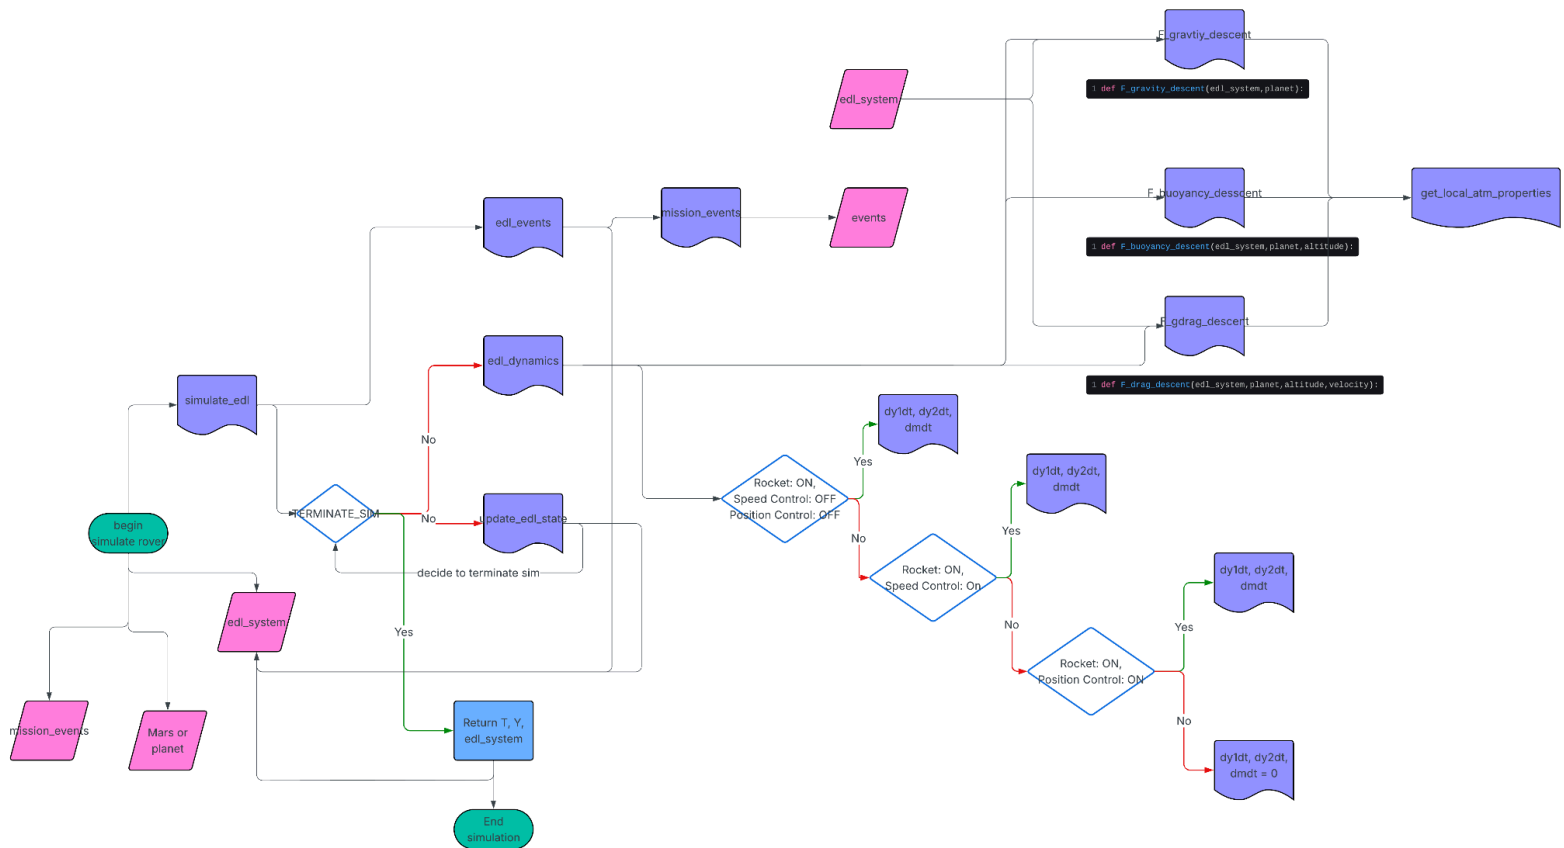 F_gravtiy_descent
1 def F_gravity_descent(edl_system,planet):
edl_system
F_buoyancy_desscent
get_local_atm_properties
mission_events
events
edl_events
1 def F_buoyancy_descent(edl_system,planet,altitude):
F_gdrag_descent
edl_dynamics
1 def F_drag_descent(edl_system,planet,altitude,velocity):
simulate_edl
dy1dt, dy2dt,
dmdt
No
Yes
dy1dt, dy2dt,
dmdt
Rocket: ON,
Speed Control: OFF
Position Control: OFF
TERMINATE_SIM
No
update_edl_state
begin
simulate rover
Yes
No
decide to terminate sim
Rocket: ON,
Speed Control: On
dy1dt, dy2dt,
dmdt
edl_system
Yes
No
Yes
Rocket: ON,
Position Control: ON
mission_events
Mars or
planet
Return T, Y,
edl_system
No
dy1dt, dy2dt,
dmdt = 0
End
simulation